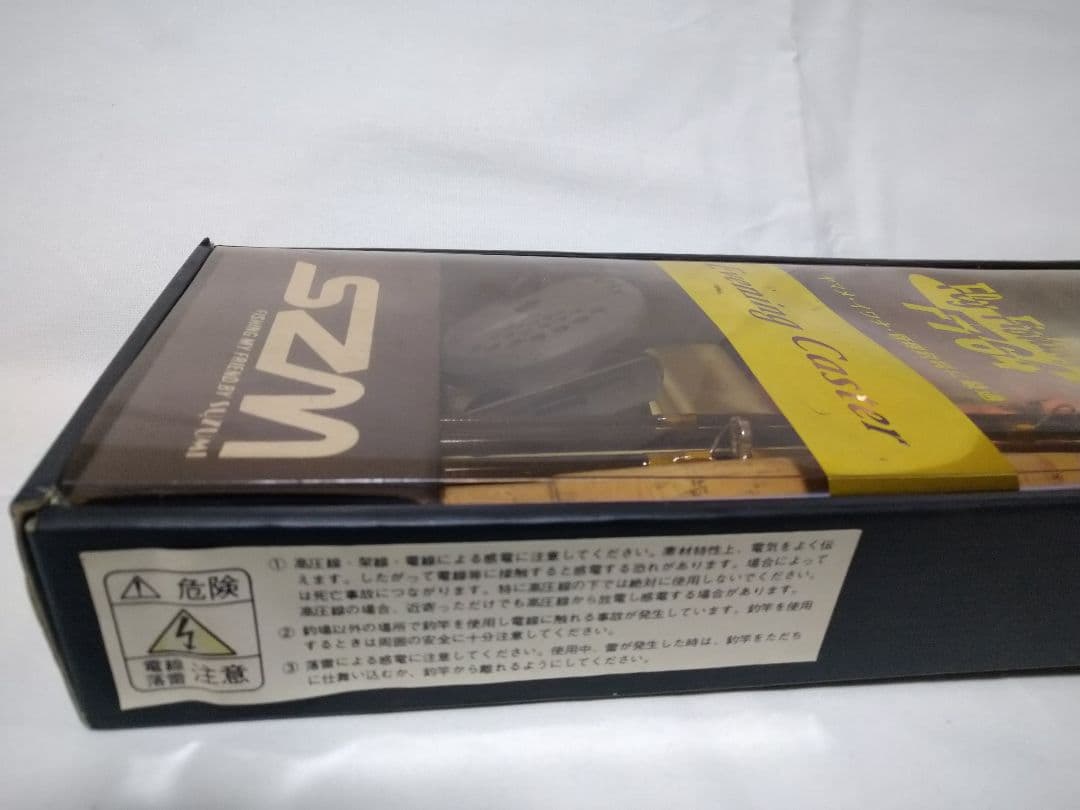 WZS
FISHING MY FRIEND BY SUZUMI
Spinning Caster
危険
電線
落雷
注意
① 高圧線・架線・電線による感電に注意してください。素材特性上、電気をよく伝
えます。したがって電線等に接触すると感電する恐れがあります。場合によって
は死亡事故につながります。特に高圧線の下では絶対に使用しないでください。
高圧線の場合、近寄っただけでも高圧線から放電し感電する場合があります。
② 釣場以外の場所で釣竿を使用し電線に触れる事故が発生しています。釣竿を使用
するときは周囲の安全に十分注意してください。
③ 落雷による感電に注意してください。使用中、雷が発生した時は、釣竿をただち
に仕舞い込むか、釣竿から離れるようにしてください。